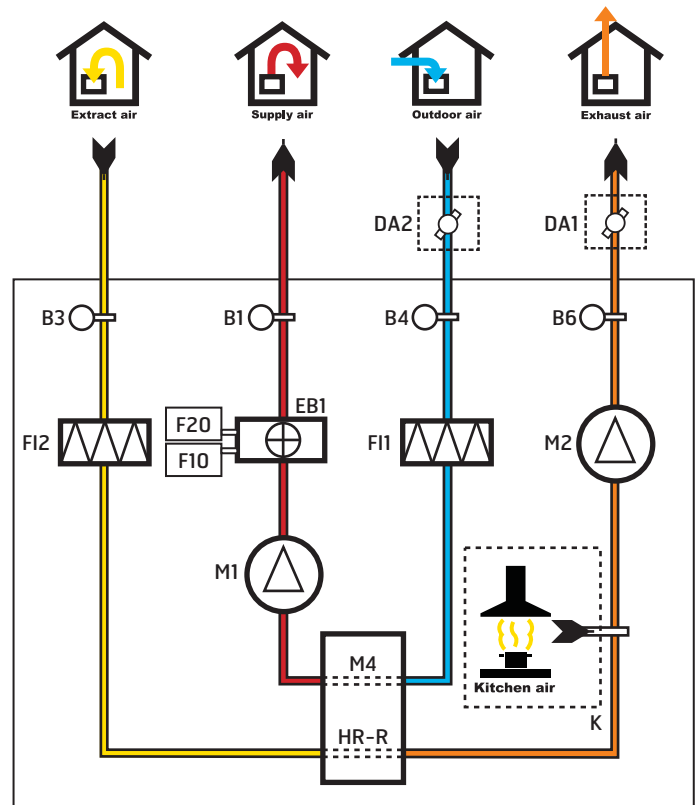 Extract air
Supply air
Outdoor air
Exhaust air
DA2
DA1
B3
B1
B4
B6
EB1
F20
F10
FI2
FI1
M2
M1
M4
Kitchen air
K
HR-R